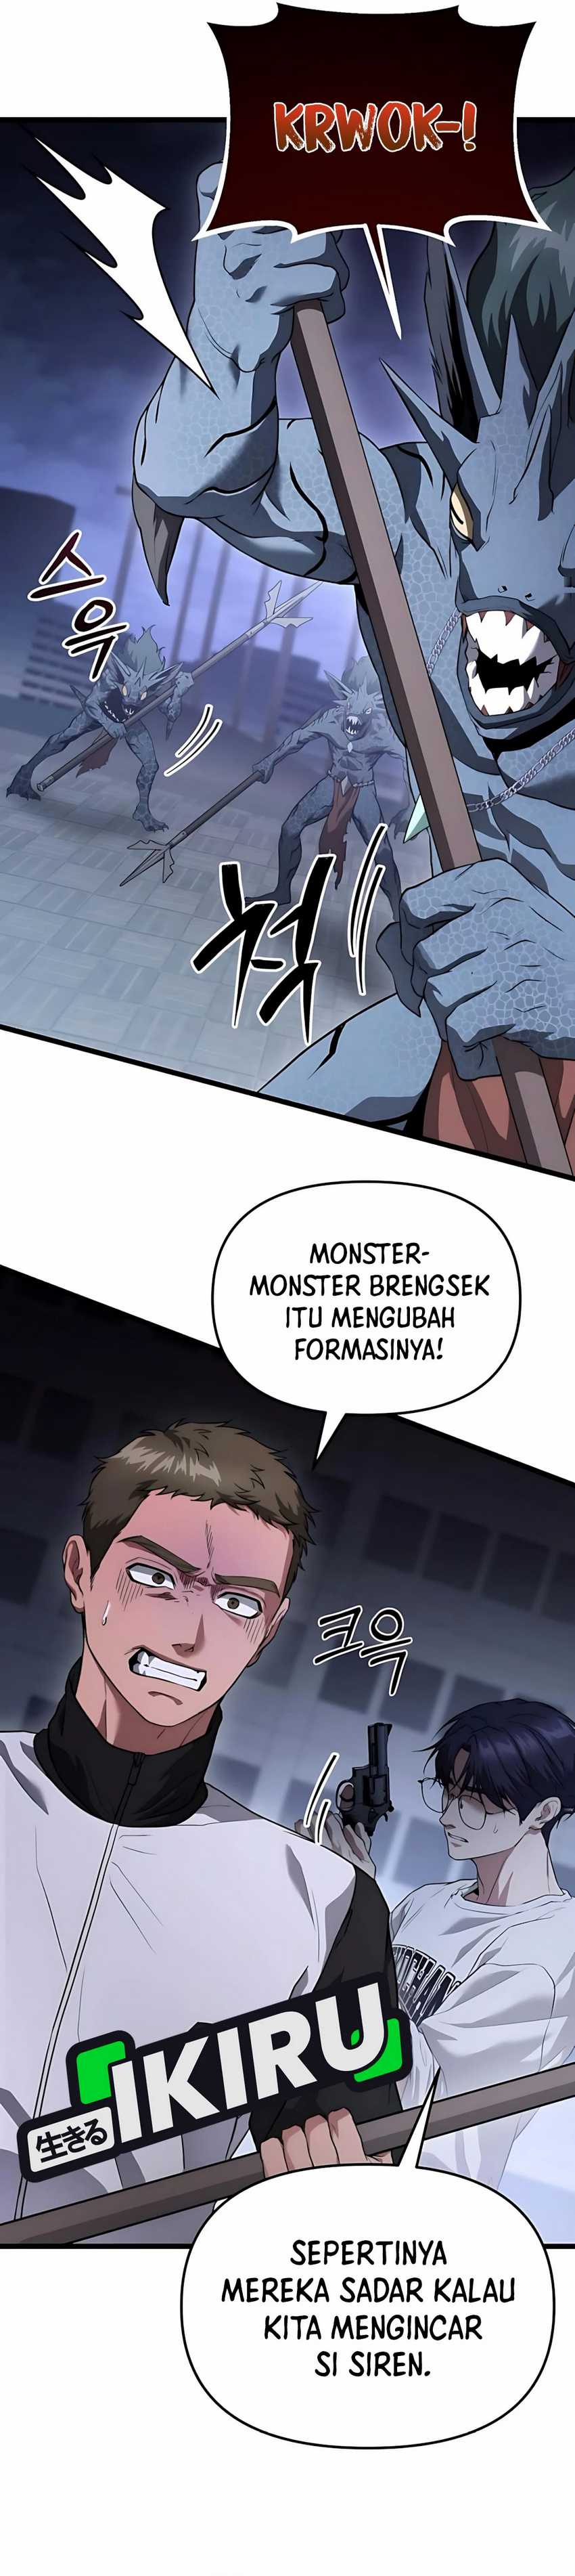 KRWOK-!
스윽
척
MONSTER-
MONSTER BRENGSEK
ITU MENGUBAH
FORMASINYA!
크윽
生きる IKIRU
SEPERTINYA
MEREKA SADAR KALAU
KITA MENGINCAR
SI SIREN.